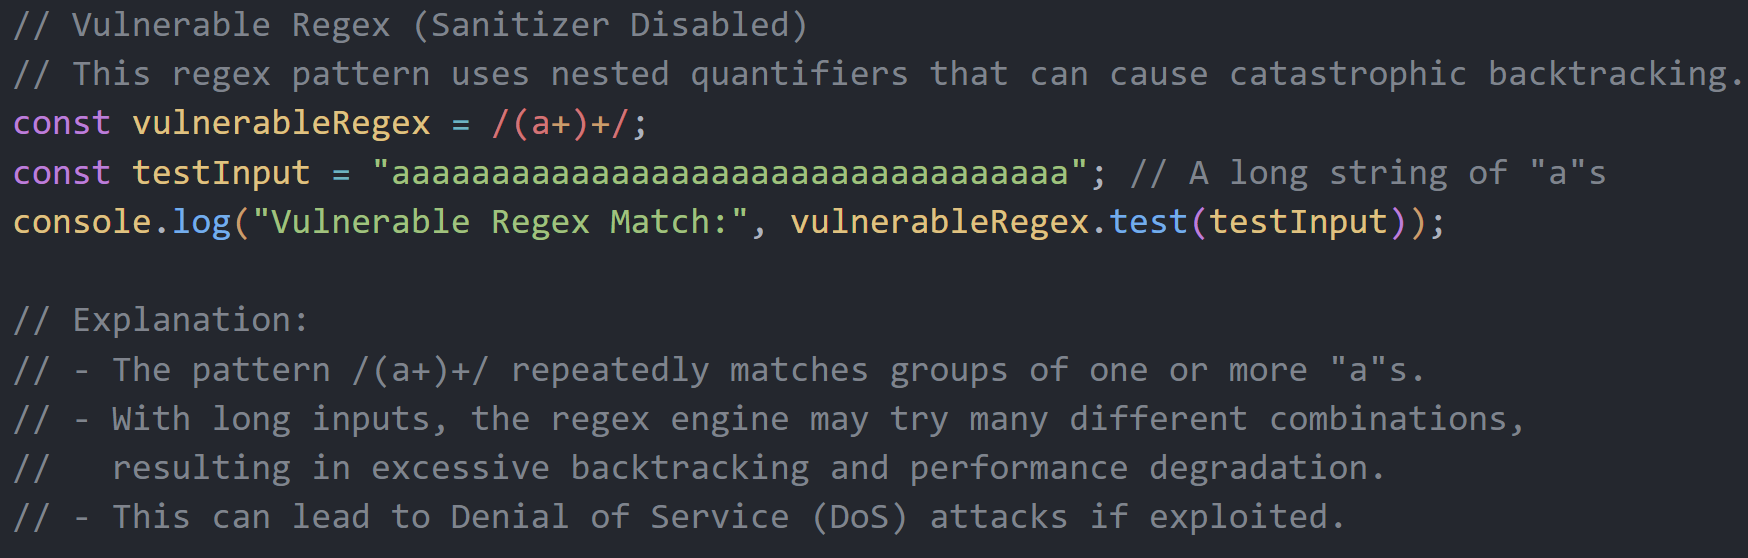 // Vulnerable Regex (Sanitizer Disabled)
// This regex pattern uses nested quantifiers that can cause catastrophic backtracking.
const vulnerableRegex = /(a+)+/;
const testInput = "aaaaaaaaaaaaaaaaaaaaaaaaaaaaaaaaaa"; // A long string of "a"s
console.log("Vulnerable Regex Match:", vulnerableRegex.test(testInput));

// Explanation:
// - The pattern /(a+)+/ repeatedly matches groups of one or more "a"s.
// - With long inputs, the regex engine may try many different combinations,
//   resulting in excessive backtracking and performance degradation.
// - This can lead to Denial of Service (DoS) attacks if exploited.